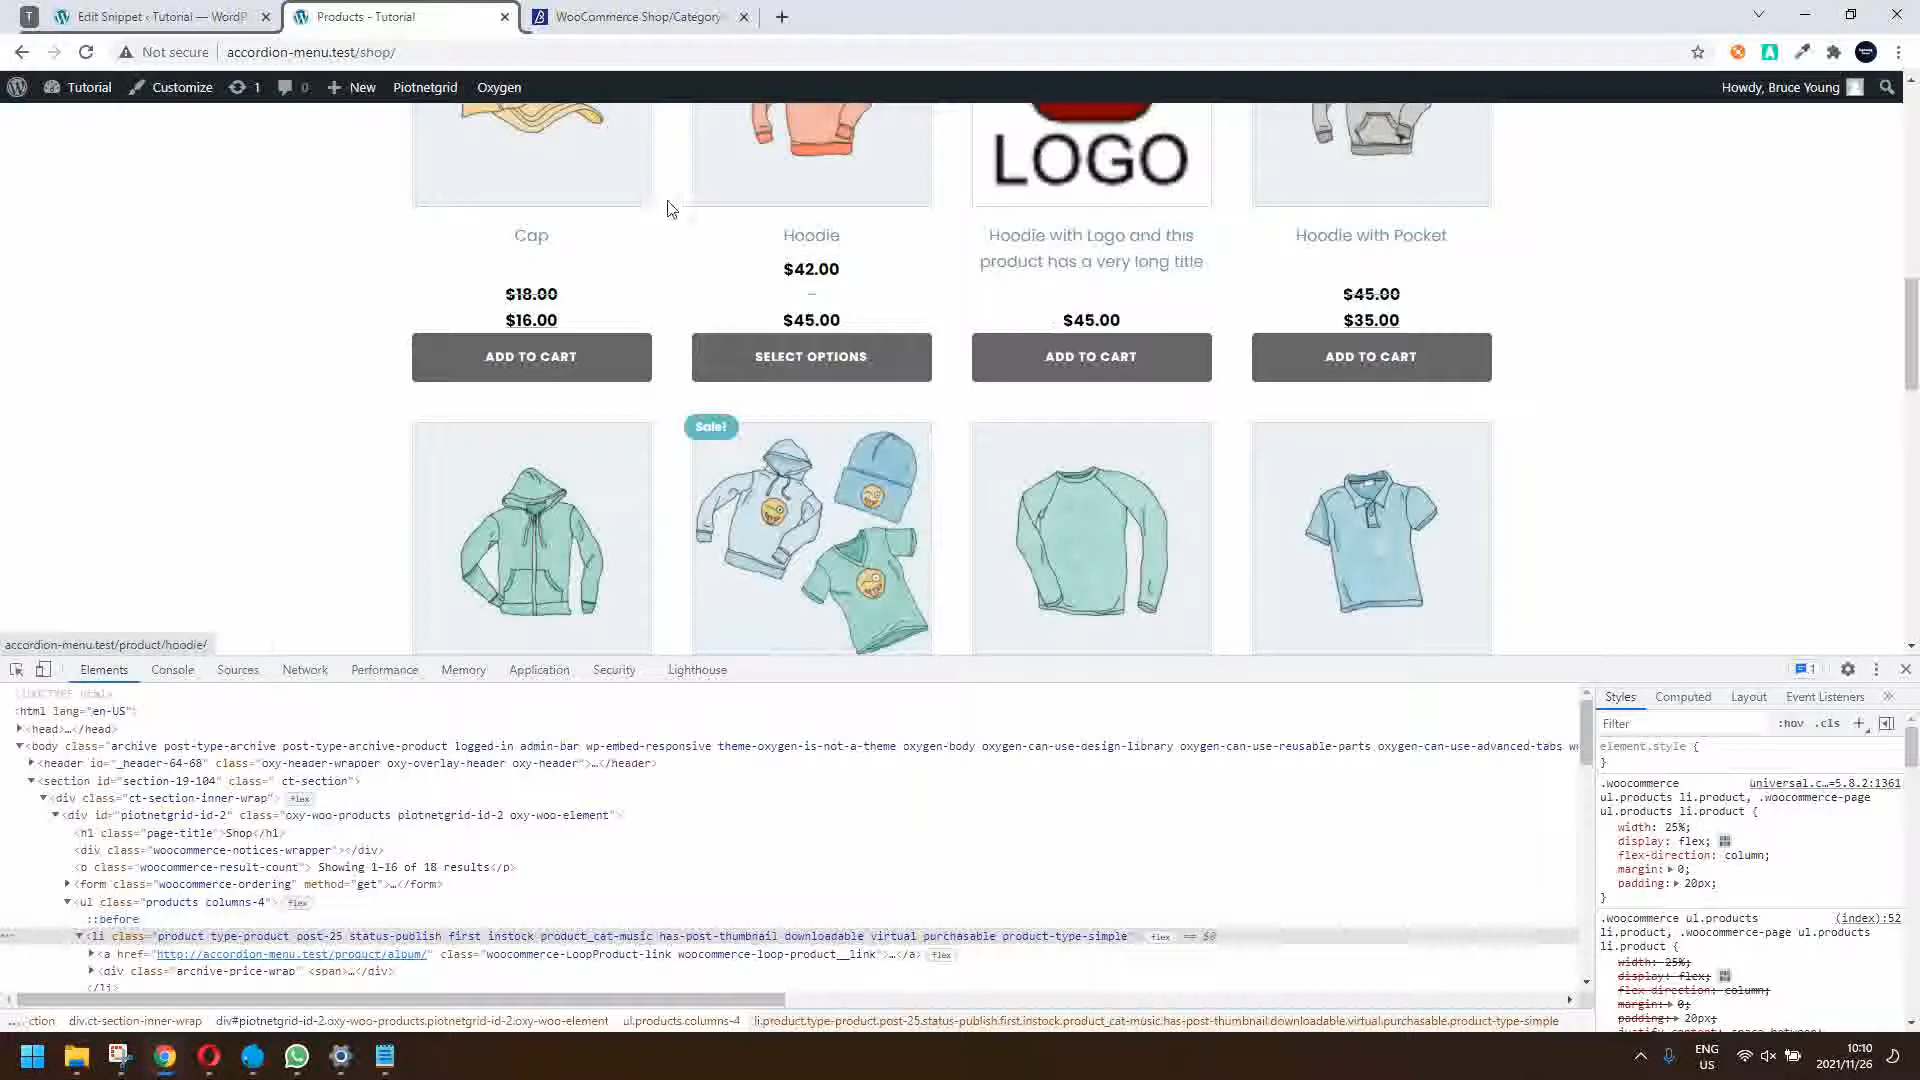 Edit Snippet ‹ Tutorial — WordP
Products - Tutorial
WooCommerce Shop/Category
Not secure
accordion-menu.test/shop/
Tutorial
Customize
1
0
New
Piotnetgrid
Oxygen
Howdy, Bruce Young
LOGO
Cap
Hoodie
Hoodie with Logo and this
product has a very long title
Hoodie with Pocket
$18.00
$16.00
$42.00
–
$45.00
$45.00
$45.00
$35.00
ADD TO CART
SELECT OPTIONS
ADD TO CART
ADD TO CART
Sale!
accordion-menu.test/product/hoodie/
Elements
Console
Sources
Network
Performance
Memory
Application
Security
Lighthouse
1
<!DOCTYPE html>
<html lang="en-US">
<head>…</head>
<body class="archive post-type-archive post-type-archive-product logged-in admin-bar wp-embed-responsive theme-oxygen-is-not-a-theme oxygen-body oxygen-can-use-design-library oxygen-can-use-reusable-parts oxygen-can-use-advanced-tabs
<header id="_header-64-68" class="oxy-header-wrapper oxy-overlay-header oxy-header">…</header>
<section id="section-19-104" class=" ct-section">
<div class="ct-section-inner-wrap"> flex
<div id="piotnetgrid-id-2" class="oxy-woo-products piotnetgrid-id-2 oxy-woo-element">
<h1 class="page-title">Shop</h1>
<div class="woocommerce-notices-wrapper"></div>
<p class="woocommerce-result-count"> Showing 1–16 of 18 results</p>
<form class="woocommerce-ordering" method="get">…</form>
<ul class="products columns-4"> flex
::before
<li class="product type-product post-25 status-publish first instock product_cat-music has-post-thumbnail downloadable virtual purchasable product-type-simple"> flex == $0
<a href="http://accordion-menu.test/product/album/" class="woocommerce-LoopProduct-link woocommerce-loop-product__link">…</a> flex
<div class="archive-price-wrap" <span>…</div>
</li>
… ction
div.ct-section-inner-wrap
div#piotnetgrid-id-2.oxy-woo-products.piotnetgrid-id-2.oxy-woo-element
ul.products.columns-4
li.product.type-product.post-25.status-publish.first.instock.product_cat-music.has-post-thumbnail.downloadable.virtual.purchasable.product-type-simple
Styles
Computed
Layout
Event Listeners
Filter
:hov
.cls
element.style {
}
.woocommerce
universal.c…=5.8.2:1361
ul.products li.product, .woocommerce-page
ul.products li.product {
width: 25%;
display: flex;
flex-direction: column;
margin: 0;
padding: 20px;
}
.woocommerce ul.products
(index):52
li.product, .woocommerce-page ul.products
li.product {
width: 25%;
display: flex;
flex-direction: column;
margin: 0;
padding: 20px;
justify-content: space-between;
ENG
US
10:10
2021/11/26